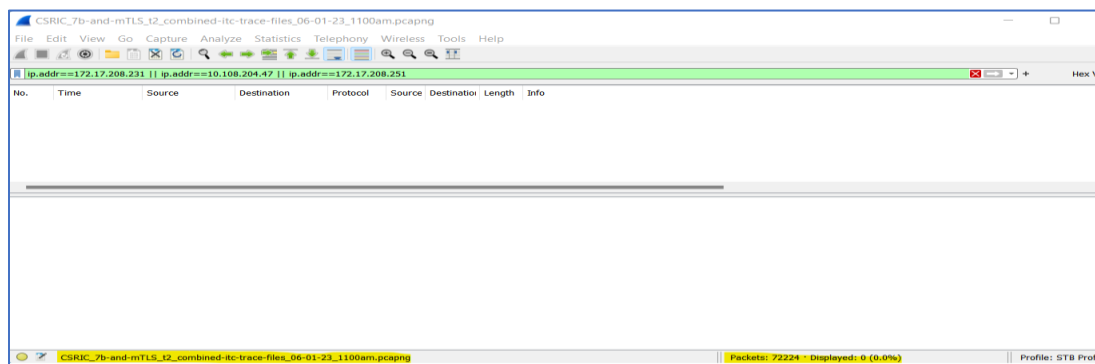 CSRIC_7b-and-mTLS_t2_combined-itc-trace-files_06-01-23_1100am.pcapng
File Edit View Go Capture Analyze Statistics Telephony Wireless Tools Help
ip.addr==172.17.208.231 || ip.addr==10.108.204.47 || ip.addr==172.17.208.251 + Hex
No. Time Source Destination Protocol Source Destination Length Info
CSRIC_7b-and-mTLS_t2_combined-itc-trace-files_06-01-23_1100am.pcapng Packets: 72224 · Displayed: 0 (0.0%) Profile: STB Prof